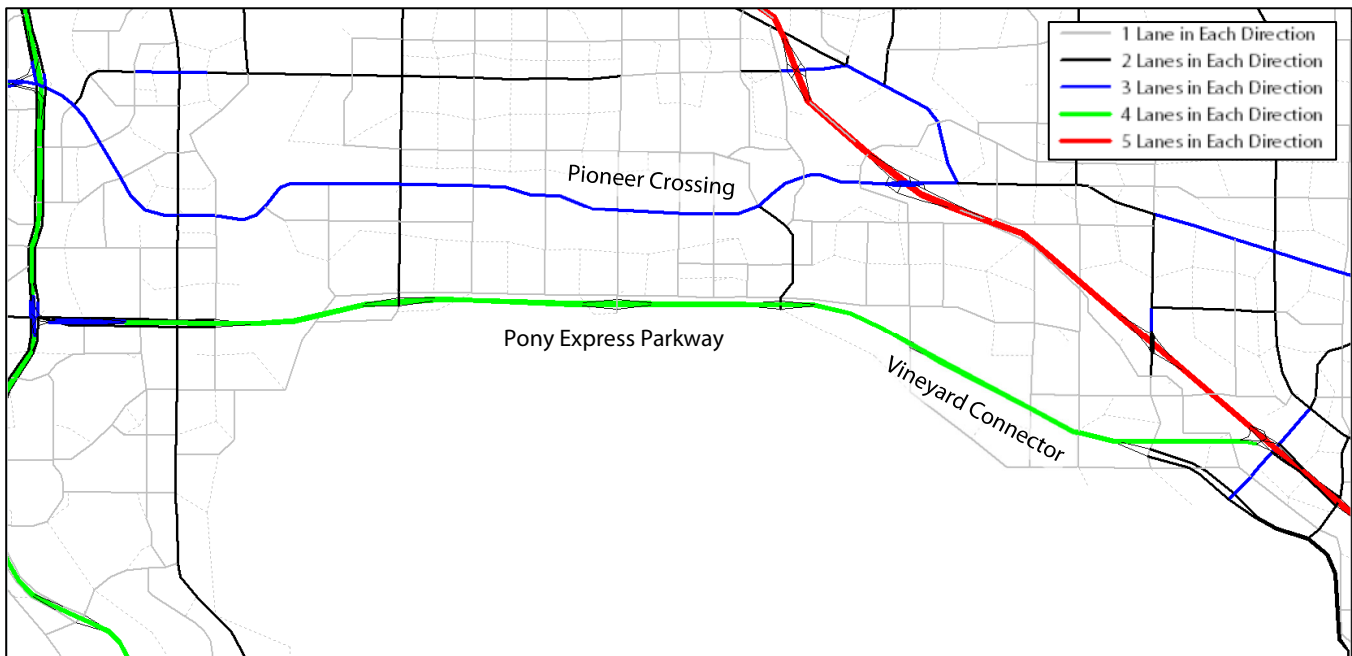 1 Lane in Each Direction
2 Lanes in Each Direction
3 Lanes in Each Direction
4 Lanes in Each Direction
5 Lanes in Each Direction
Pioneer Crossing
Pony Express Parkway
Vineyard Connector